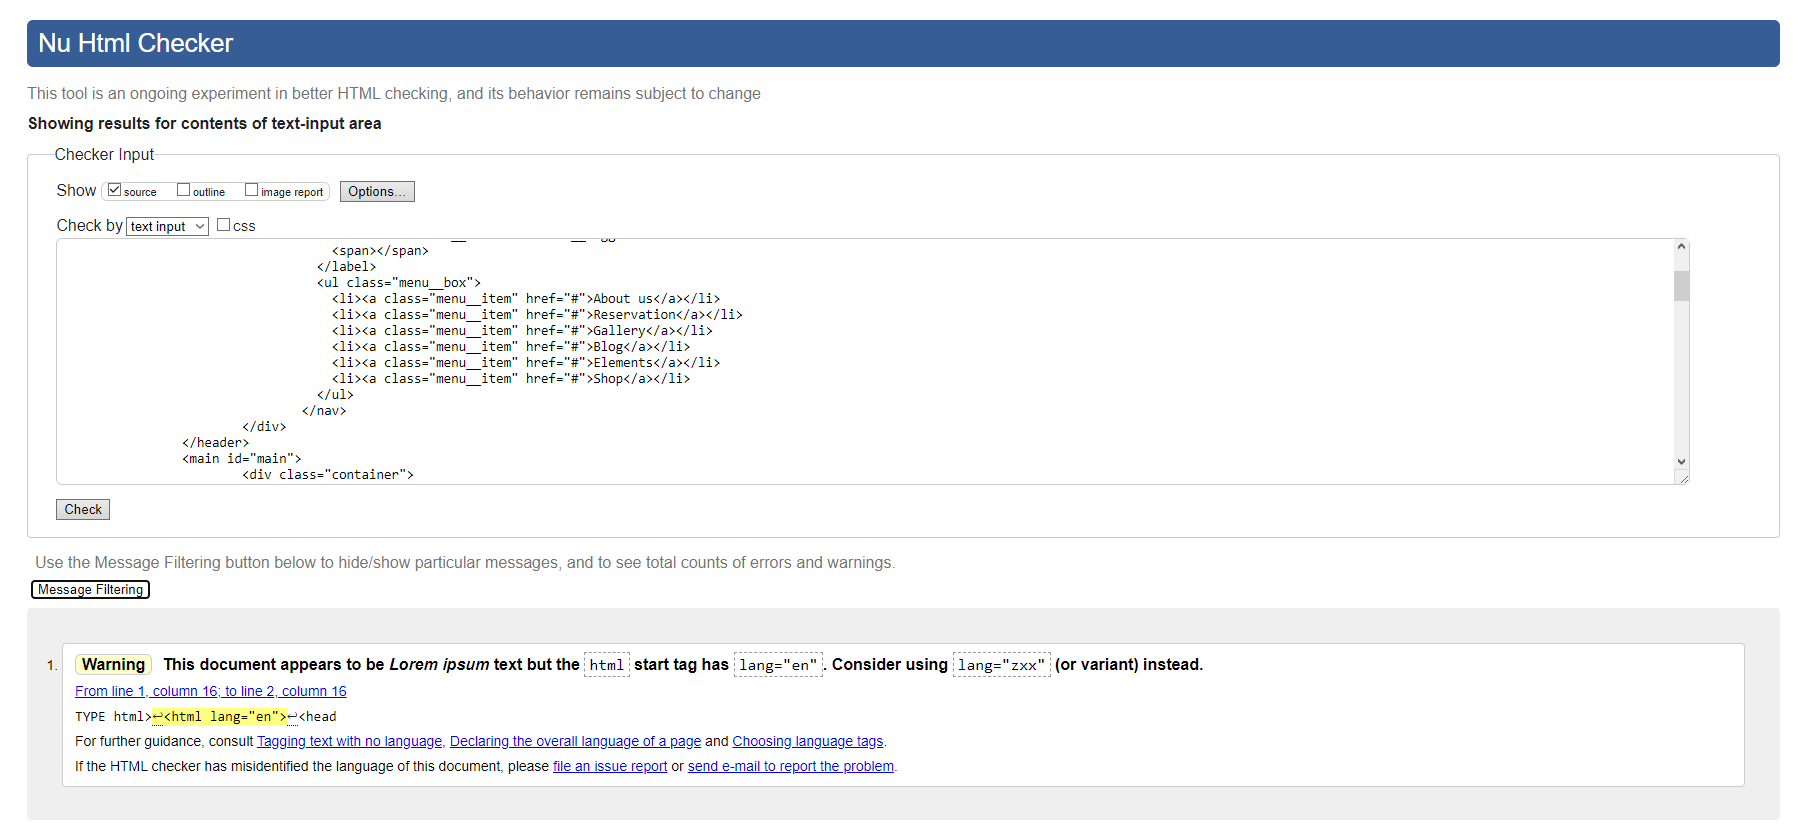 Nu Html Checker
This tool is an ongoing experiment in better HTML checking, and its behavior remains subject to change
Showing results for contents of text-input area
Checker Input
Show source outline image report Options...
Check by text input css
<span></span>
</label>
<ul class="menu__box">
<li><a class="menu__item" href="#">About us</a></li>
<li><a class="menu__item" href="#">Reservation</a></li>
<li><a class="menu__item" href="#">Gallery</a></li>
<li><a class="menu__item" href="#">Blog</a></li>
<li><a class="menu__item" href="#">Elements</a></li>
<li><a class="menu__item" href="#">Shop</a></li>
</ul>
</nav>
</div>
</header>
<main id="main">
<div class="container">
Check
Use the Message Filtering button below to hide/show particular messages, and to see total counts of errors and warnings.
Message Filtering
1. Warning This document appears to be Lorem ipsum text but the html start tag has lang="en". Consider using lang="zxx" (or variant) instead.
From line 1, column 16; to line 2, column 16
TYPE html>↩<html lang="en">↩<head
For further guidance, consult Tagging text with no language, Declaring the overall language of a page and Choosing language tags.
If the HTML checker has misidentified the language of this document, please file an issue report or send e-mail to report the problem.